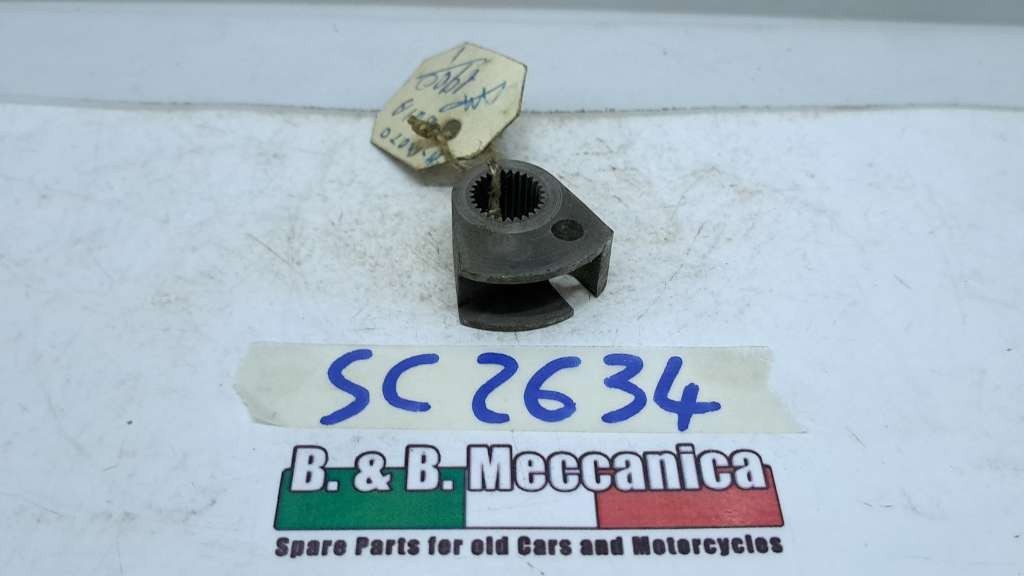 SC 2634
B. & B. Meccanica
Spare Parts for old Cars and Motorcycles